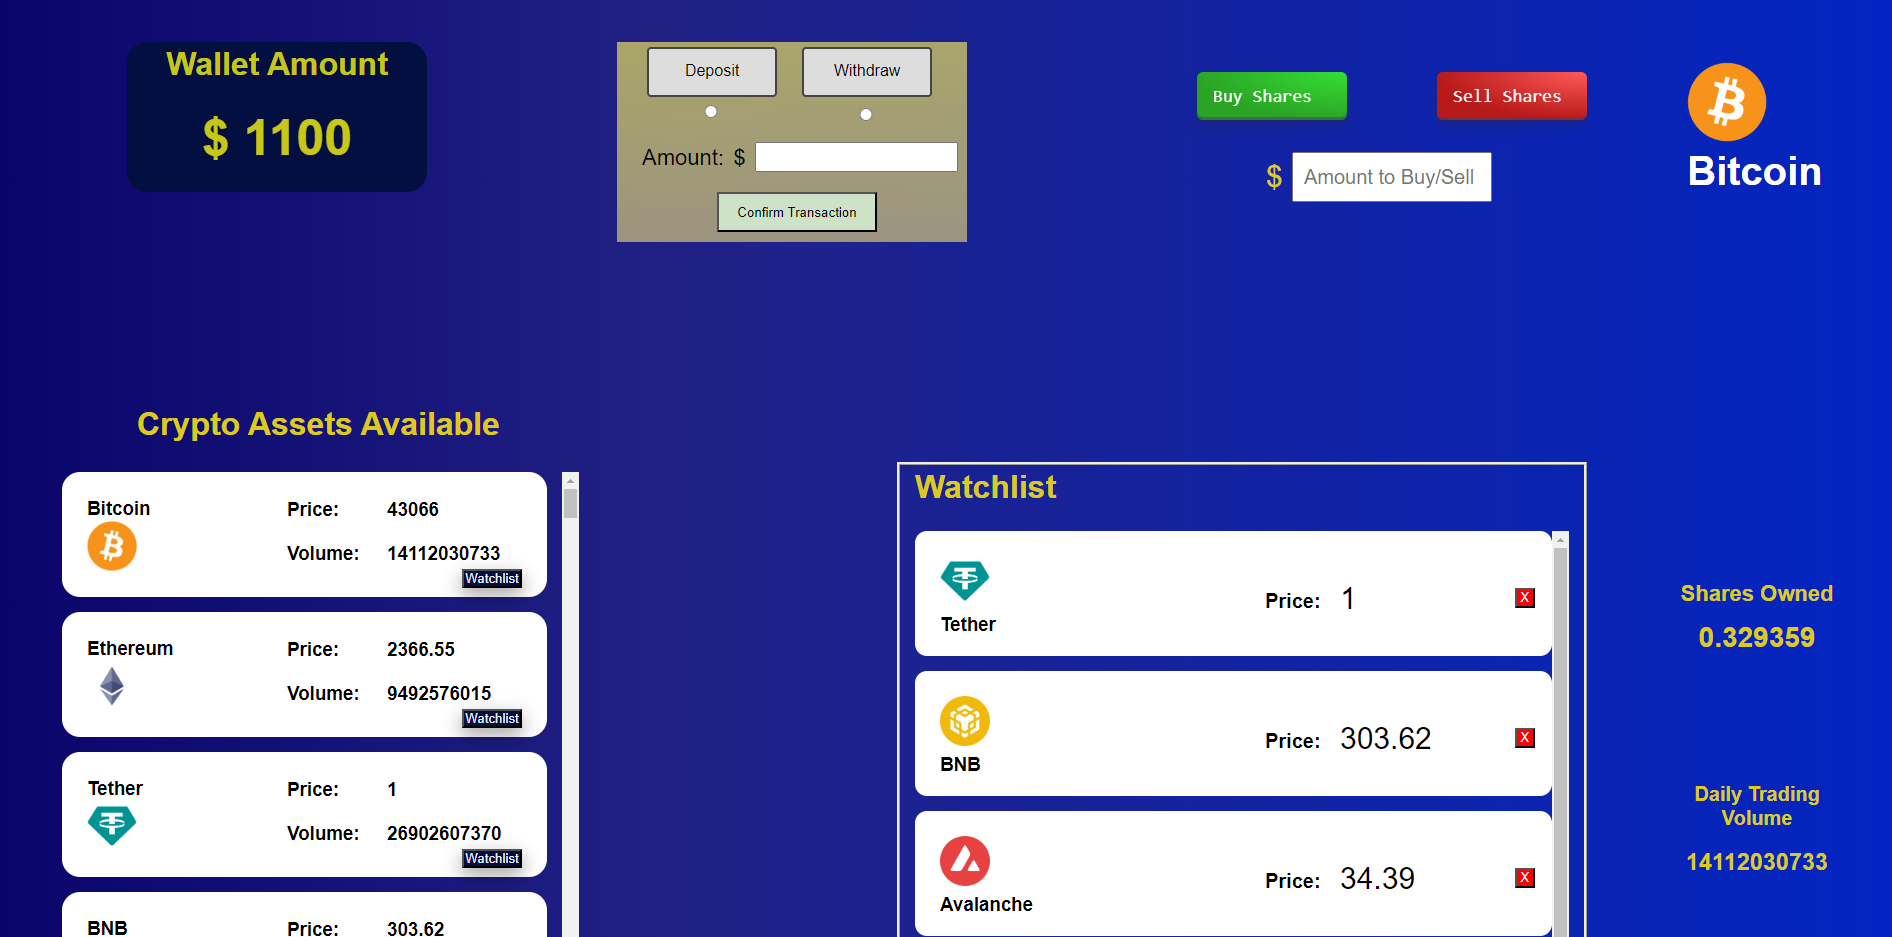 Wallet Amount
$ 1100
Deposit
Withdraw
Amount: $
Confirm Transaction
Buy Shares
Sell Shares
$ Amount to Buy/Sell
Bitcoin
Crypto Assets Available
Bitcoin
Price: 43066
Volume: 14112030733
Watchlist
Ethereum
Price: 2366.55
Volume: 9492576015
Watchlist
Tether
Price: 1
Volume: 26902607370
Watchlist
BNB
Price: 303.62
Watchlist
Tether
Price: 1
X
BNB
Price: 303.62
X
Avalanche
Price: 34.39
X
Shares Owned
0.329359
Daily Trading
Volume
14112030733